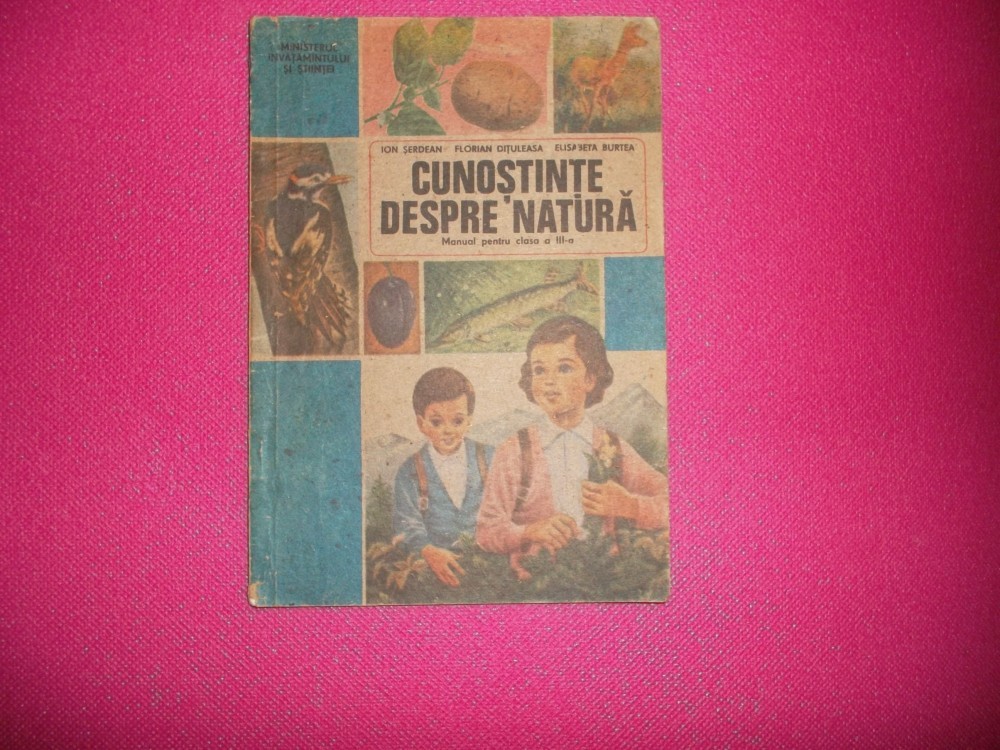 MINISTERUL
ÎNVĂȚĂMÎNTULUI
ȘI ȘTIINȚEI
ION ȘERDEAN FLORIAN DIȚULEASA ELISABETA BURTEA
CUNOȘTINȚE
DESPRE NATURĂ
Manual pentru clasa a III-a